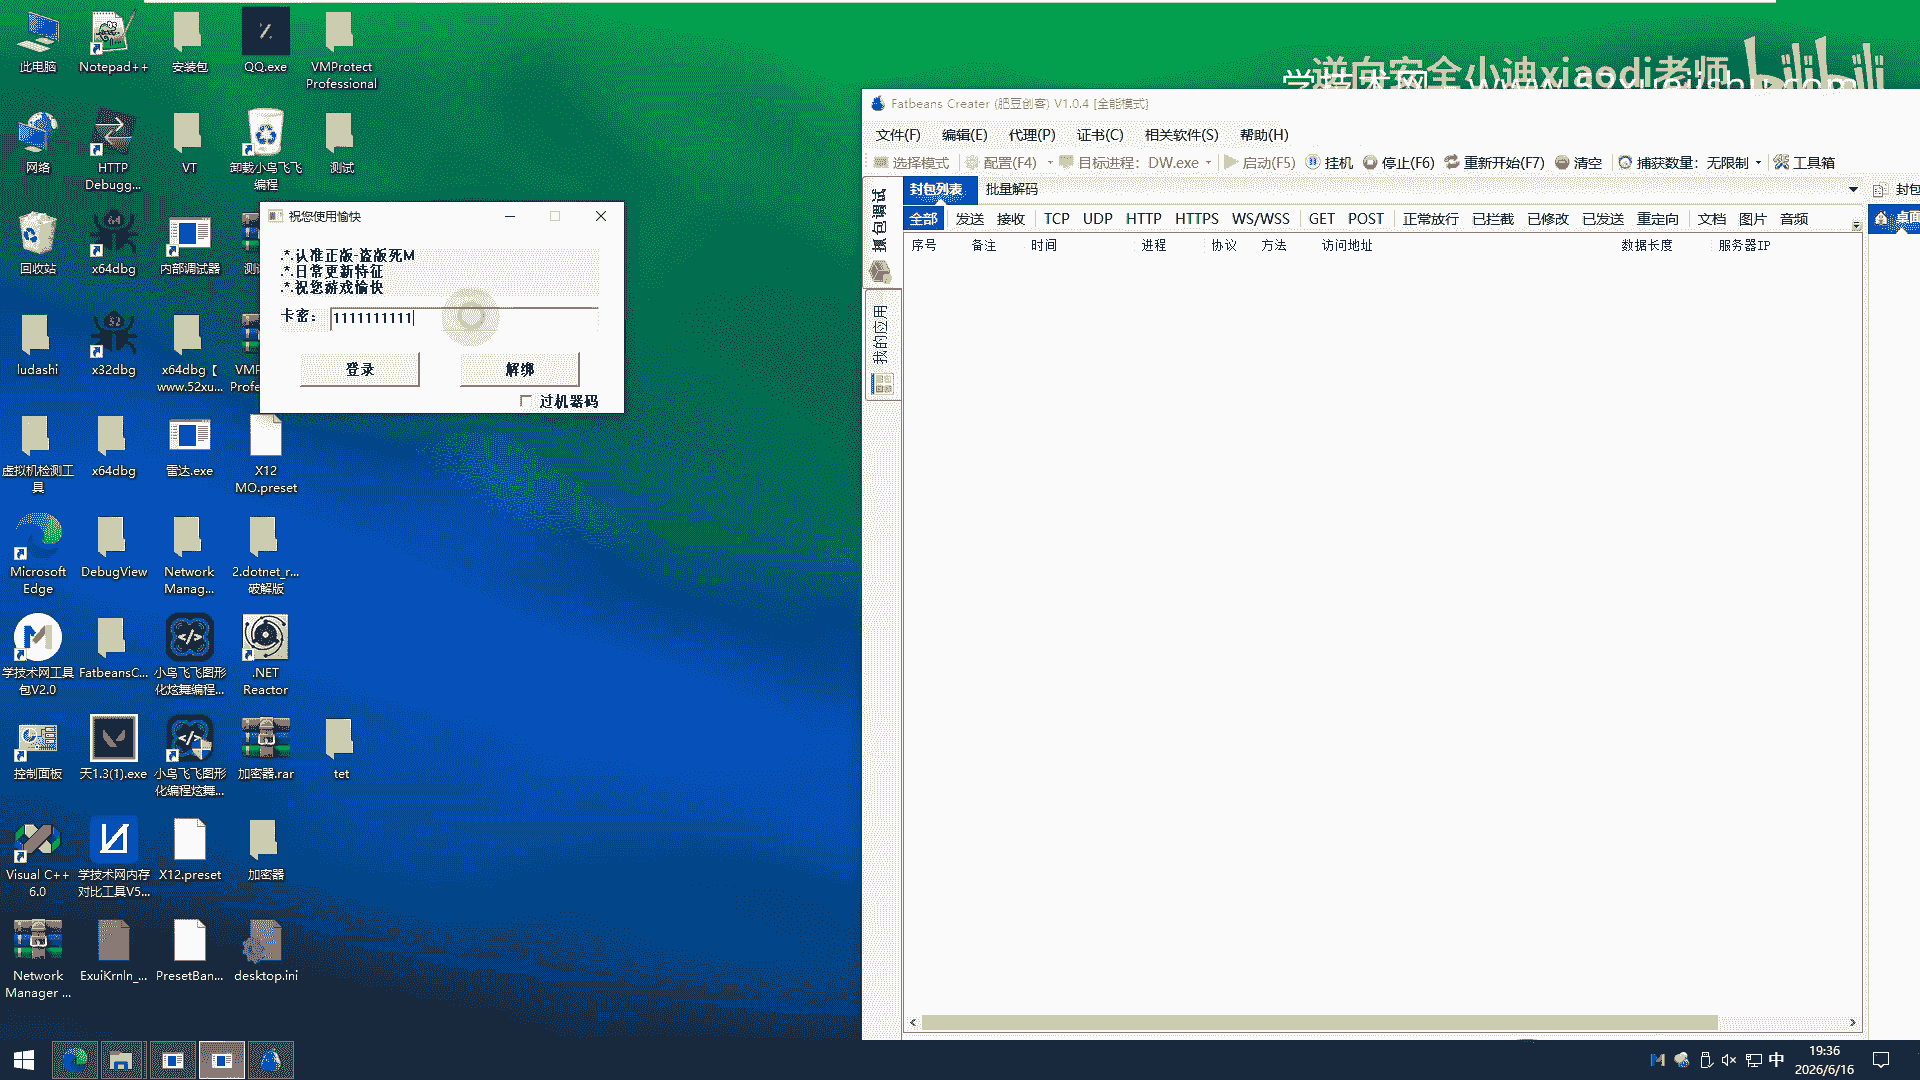 此电脑
Notepad++
安装包
QQ.exe
VMProtect
Professional
网络
HTTP
Debugg...
VT
卸载小鸟飞飞
编程
测试
回收站
x64dbg
内部调试器
ludashi
x32dbg
x64dbg【
www.52xu...
虚拟机检测工
具
x64dbg
雷达.exe
X12
MO.preset
Microsoft
Edge
DebugView
Network
Manag...
2.dotnet_r...
破解版
学技术网工具
包V2.0
FatbeansC...
小鸟飞飞图形
化炫舞编程...
.NET
Reactor
控制面板
天1.3(1).exe
小鸟飞飞图形
化编程炫舞...
加密器.rar
tet
Visual C++
6.0
学技术网内存
对比工具V5...
X12.preset
加密器
Network
Manager ...
ExuiKrnln_...
PresetBan...
desktop.ini
祝您使用愉快
.*.认准正版-盗版死M
.*.日常更新特征
.*.祝您游戏愉快
卡密：
1111111111
登录
解绑
过机器码
逆向安全小迪xiaodi老师
bilibili
Fatbeans Creater (肥豆创客) V1.0.4 [全能模式]
文件(F) 编辑(E) 代理(P) 证书(C) 相关软件(S) 帮助(H)
选择模式 配置(F4) 目标进程：DW.exe 启动(F5) 挂机 停止(F6) 重新开始(F7) 清空 捕获数量：无限制 工具箱
抓包调试
我的应用
封包列表 批量解码
封包
全部 发送 接收 TCP UDP HTTP HTTPS WS/WSS GET POST 正常放行 已拦截 已修改 已发送 重定向 文档 图片 音频
桌面
序号 备注 时间 进程 协议 方法 访问地址 数据长度 服务器IP
中
19:36
2026/6/16